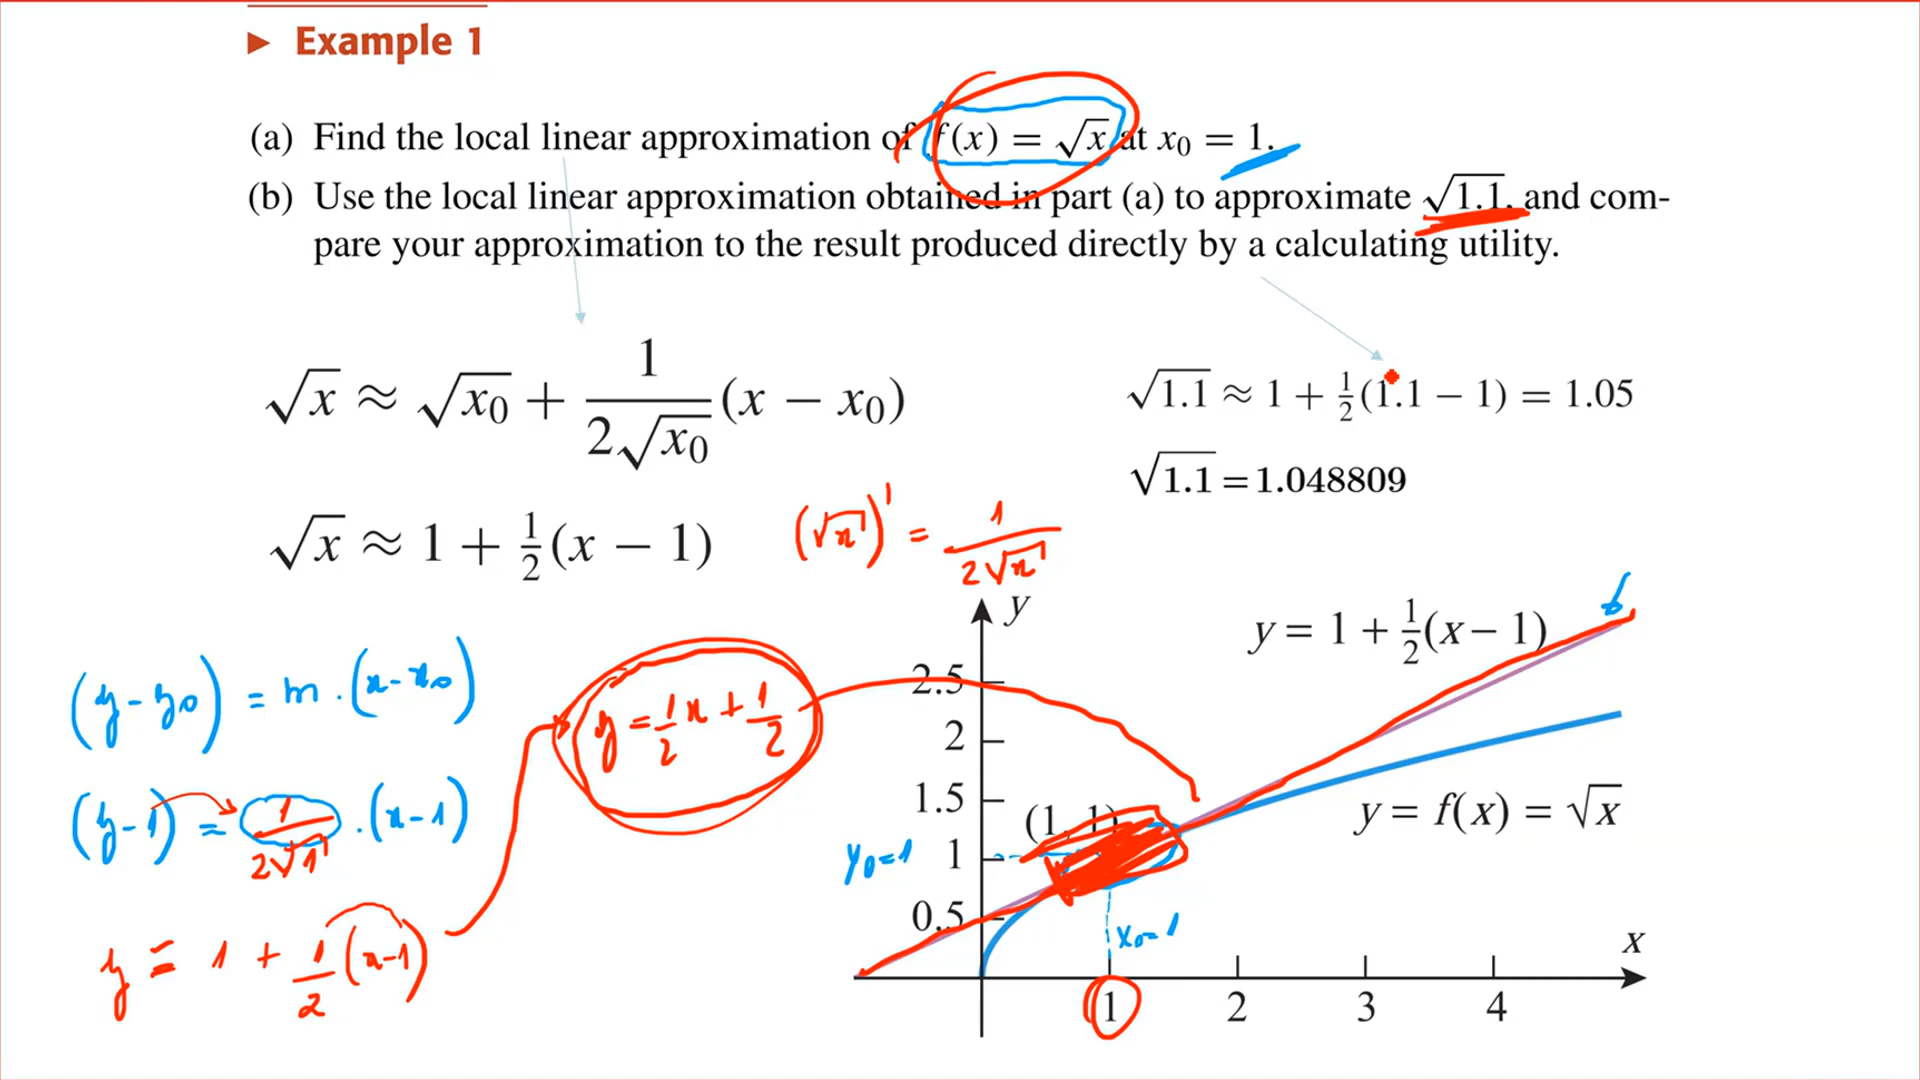 ► Example 1
(a) Find the local linear approximation of f(x) = √x at x₀ = 1.
(b) Use the local linear approximation obtained in part (a) to approximate √1.1, and com-
pare your approximation to the result produced directly by a calculating utility.
√x ≈ √x₀ + 1/(2√x₀) (x − x₀)
√1.1 ≈ 1 + ½(1.1 − 1) = 1.05
√1.1 = 1.048809
√x ≈ 1 + ½(x − 1)
(√x)' = 1/(2√x)
(y - y₀) = m · (x - x₀)
(y - 1) = 1/(2√1) · (x - 1)
y = 1 + 1/2 (x - 1)
y = 1/2 x + 1/2
y
y = 1 + ½(x − 1)
2.5
2
1.5
y = f(x) = √x
(1, 1)
y₀=1
1
0.5
x₀=1
x
1 2 3 4